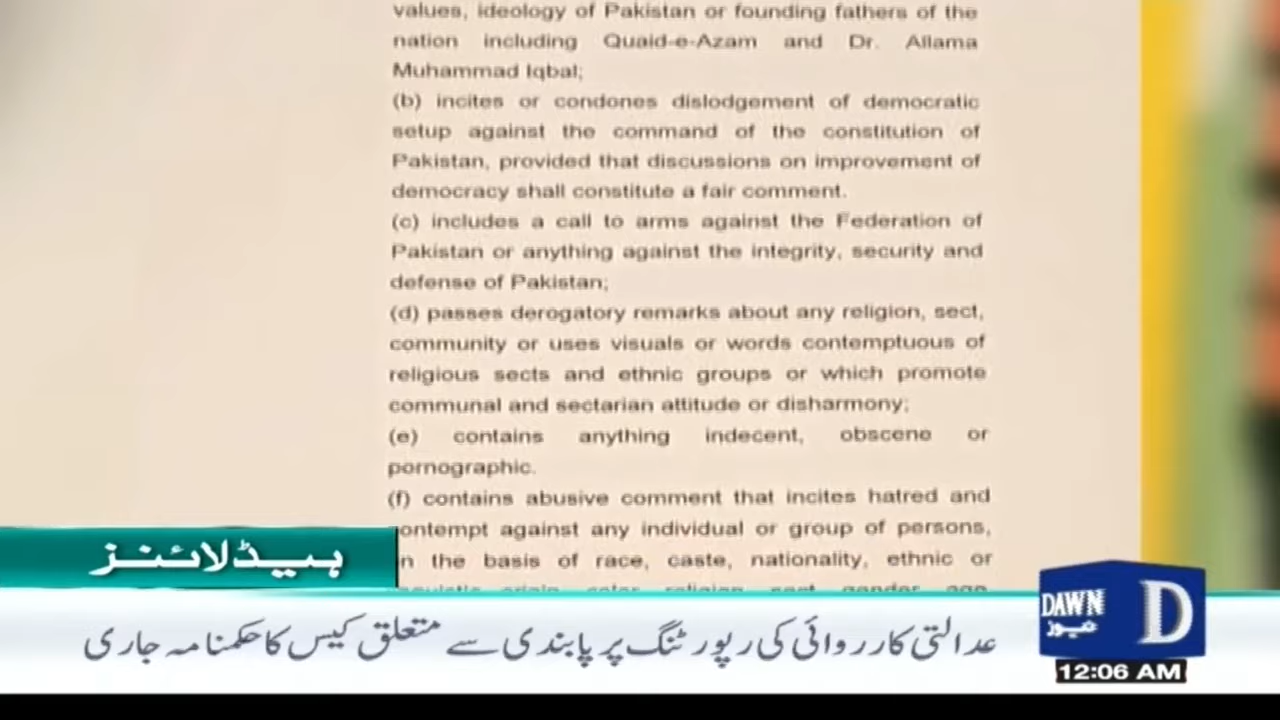 values, ideology of Pakistan or founding fathers of the
nation including Quaid-e-Azam and Dr. Allama
Muhammad Iqbal;
(b) incites or condones dislodgement of democratic
setup against the command of the constitution of
Pakistan, provided that discussions on improvement of
democracy shall constitute a fair comment.
(c) includes a call to arms against the Federation of
Pakistan or anything against the integrity, security and
defense of Pakistan;
(d) passes derogatory remarks about any religion, sect,
community or uses visuals or words contemptuous of
religious sects and ethnic groups or which promote
communal and sectarian attitude or disharmony;
(e) contains anything indecent, obscene or
pornographic.
(f) contains abusive comment that incites hatred and
ontempt against any individual or group of persons,
n the basis of race, caste, nationality, ethnic or
ہیڈلائنز
عدالتی کارروائی کی رپورٹنگ پر پابندی سے متعلق کیس کا حکمنامہ جاری
DAWN
نیوز
D
12:06 AM